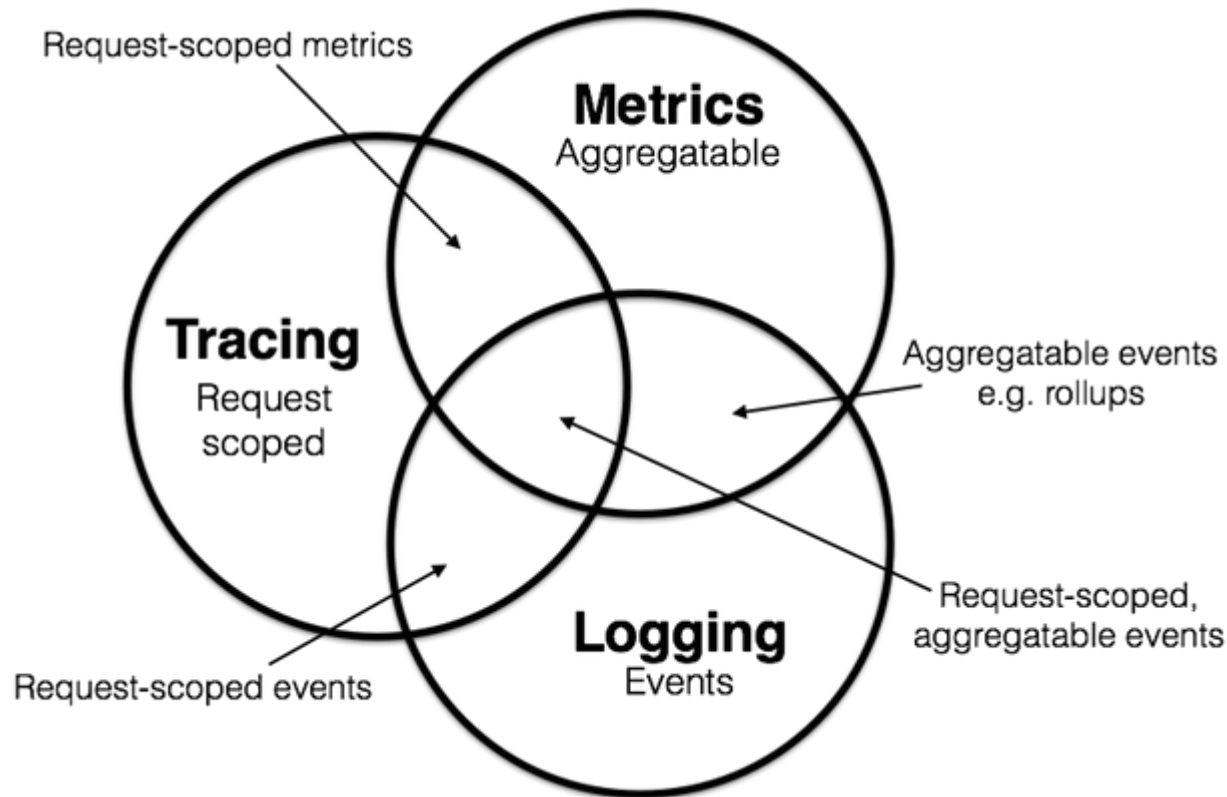 Request-scoped metrics
Metrics
Aggregatable
Tracing
Request
scoped
Aggregatable events
e.g. rollups
Request-scoped,
aggregatable events
Logging
Events
Request-scoped events